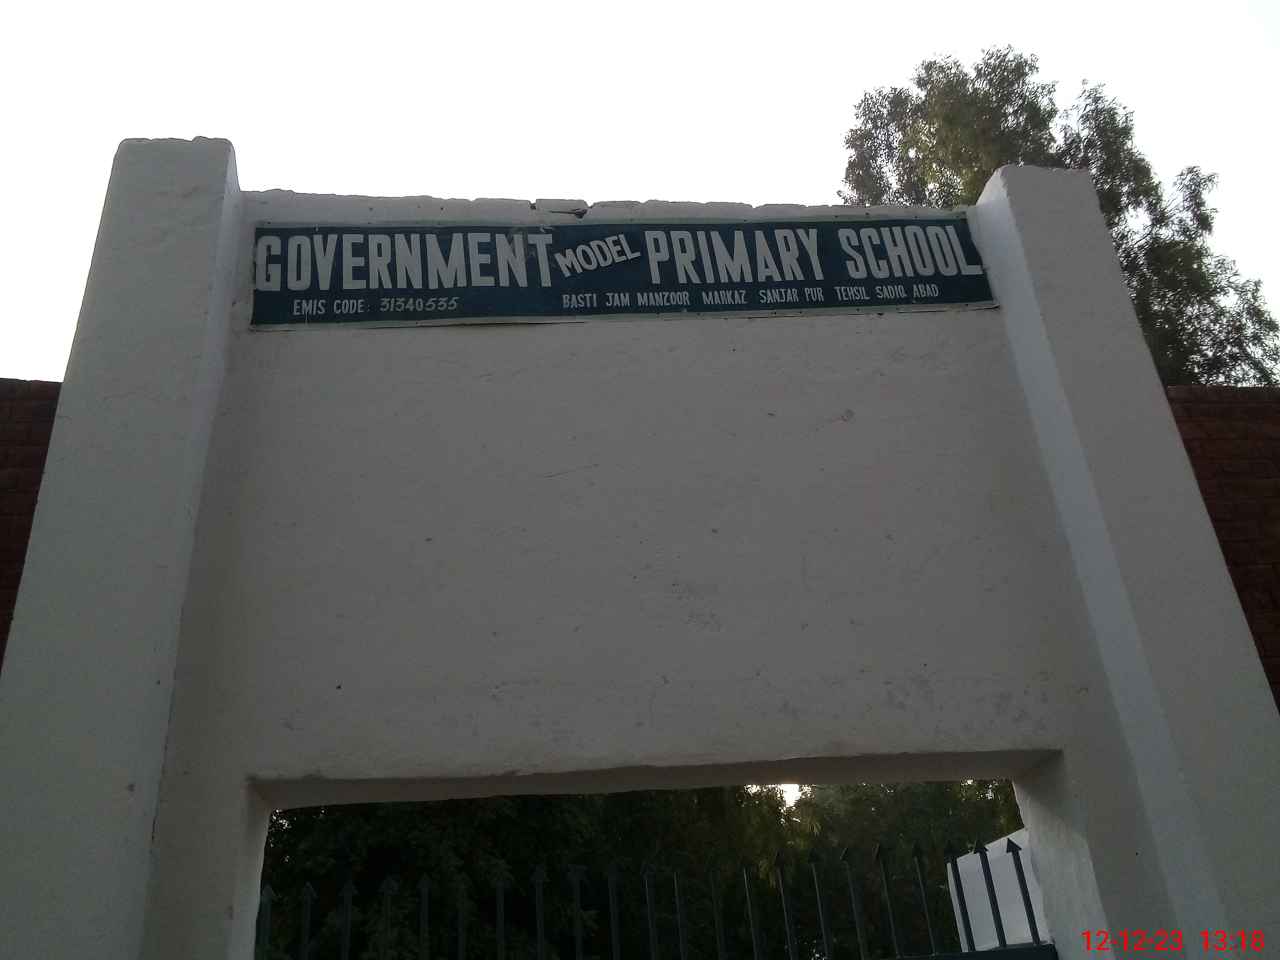 GOVERNMENT MODEL PRIMARY SCHOOL
EMIS CODE: 31340535 BASTI JAM MANZOOR MARKAZ SANJAR PUR TEHSIL SADIQ ABAD
12-12-23 13:18